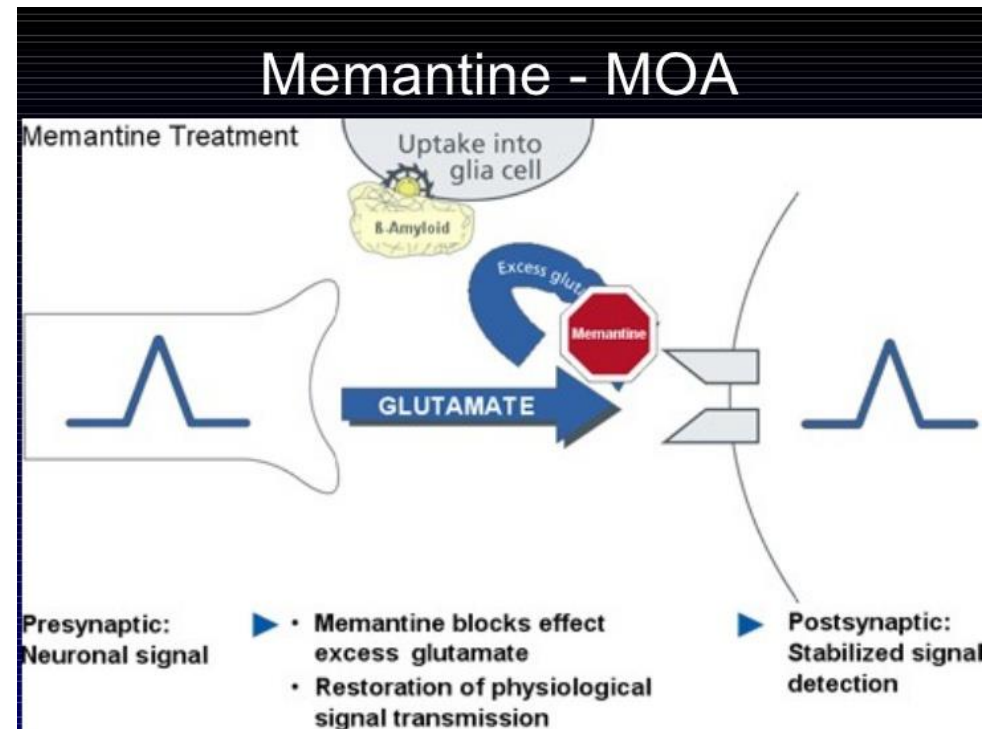 Memantine - MOA
Memantine Treatment
Uptake into
glia cell
ß-Amyloid
Excess
Memantine
GLUTAMATE
Presynaptic:
Neuronal signal
• Memantine blocks effect
excess glutamate
• Restoration of physiological
signal transmission
Postsynaptic:
Stabilized signal
detection